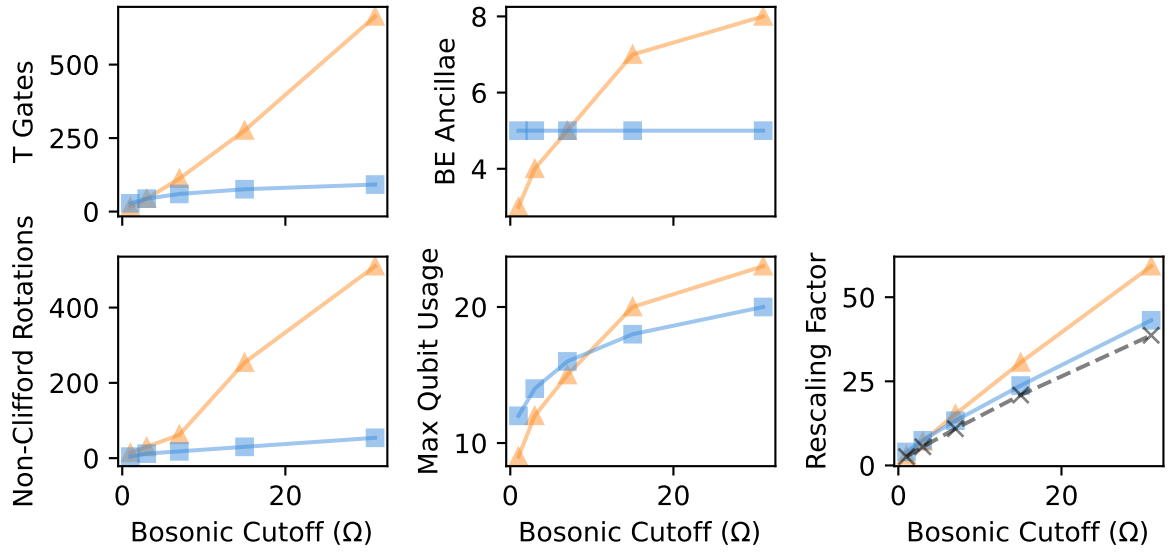 T Gates
500
250
0
BE Ancillae
8
6
4
Non-Clifford Rotations
400
200
0
0
20
Bosonic Cutoff (Ω)
Max Qubit Usage
20
10
0
20
Bosonic Cutoff (Ω)
Rescaling Factor
50
25
0
0
20
Bosonic Cutoff (Ω)